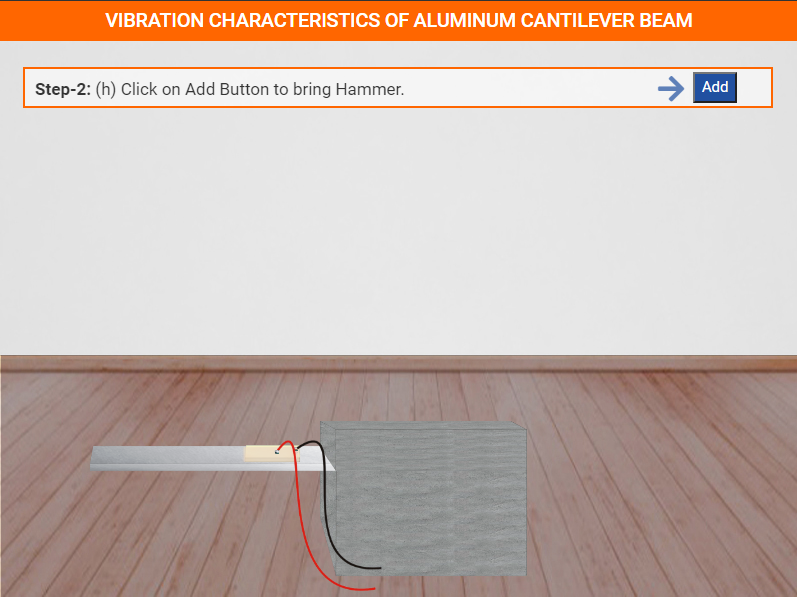 VIBRATION CHARACTERISTICS OF ALUMINUM CANTILEVER BEAM
Step-2: (h) Click on Add Button to bring Hammer.
Add